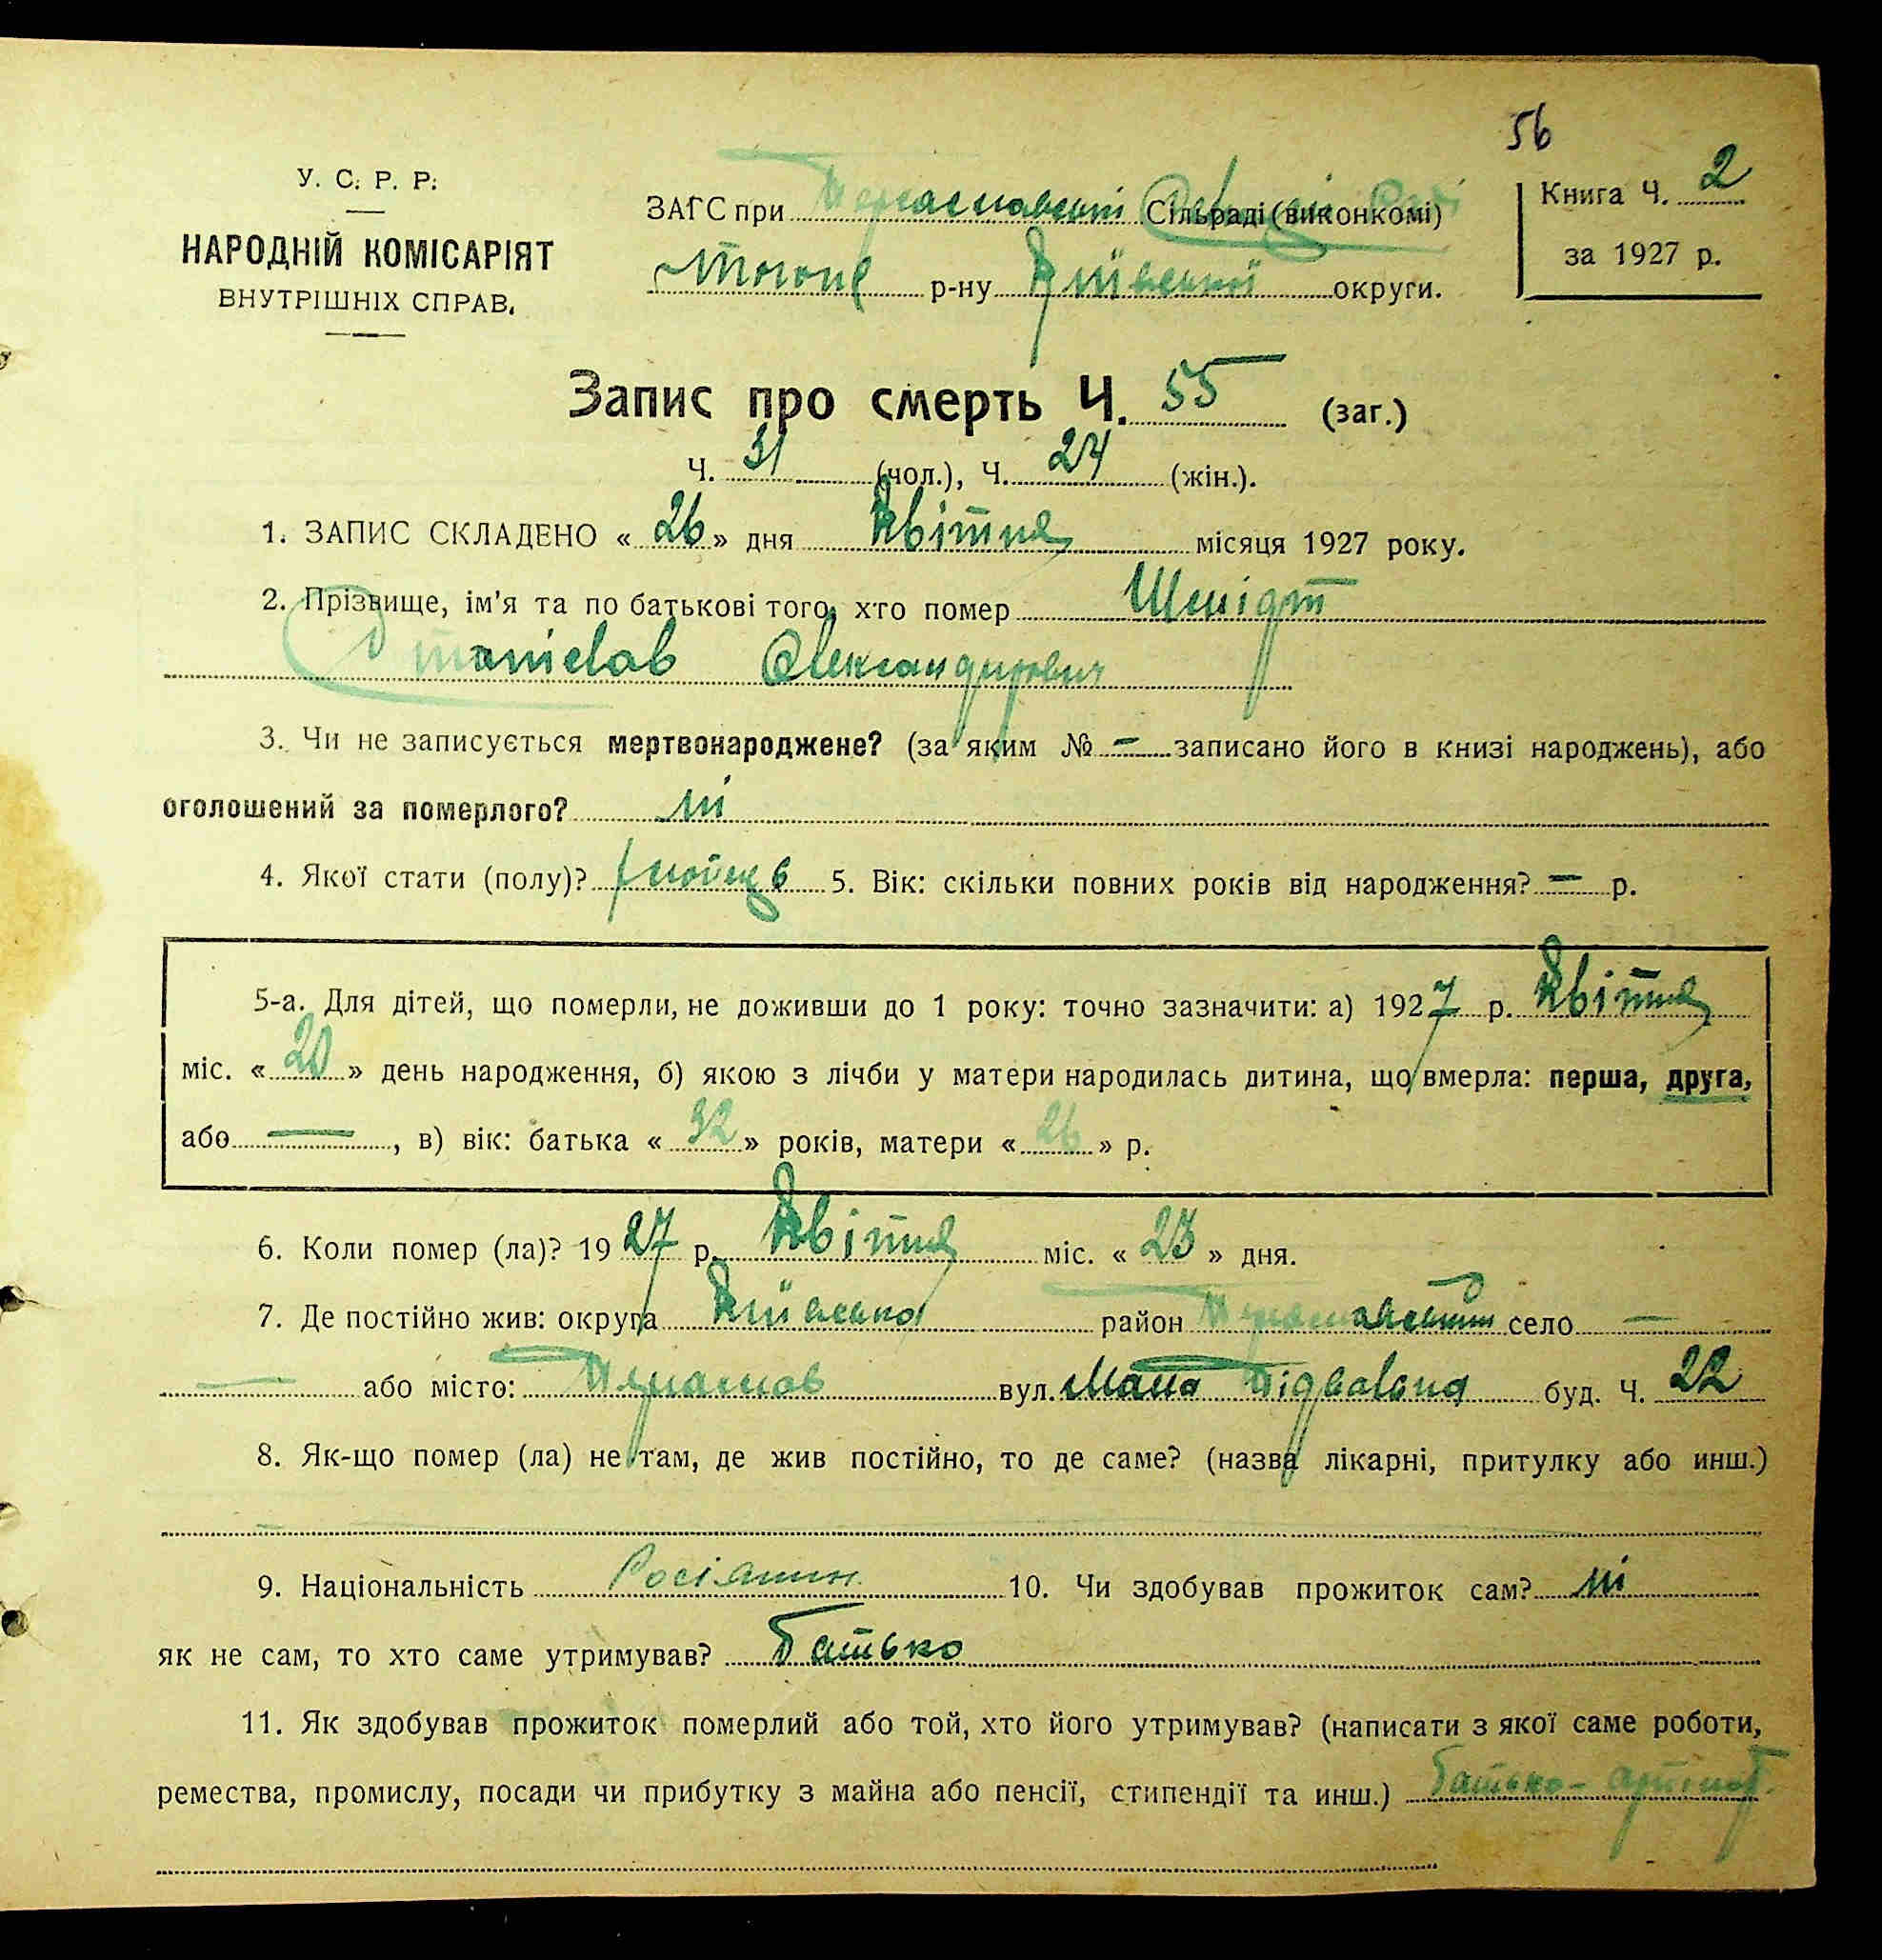 56
У. С. Р. Р.
НАРОДНІЙ КОМІСАРІЯТ
ВНУТРІШНІХ СПРАВ.
ЗАГС при Сільраді (виконкомі)
р-ну Київської округи.
Книга Ч. 2
за 1927 р.
Запис про смерть Ч. 55 (заг.)
Ч. 31 (чол.), Ч. 24 (жін.).
1. ЗАПИС СКЛАДЕНО « 26 » дня Квітня місяця 1927 року.
2. Прізвище, ім'я та по батькові того, хто помер Шмідт
Станіслав Олександрович
3. Чи не записується мертвонароджене? (за яким № — записано його в книзі народжень), або
оголошений за померлого? ні
4. Якої стати (полу)? 5. Вік: скільки повних років від народження? — р.
5-а. Для дітей, що померли, не доживши до 1 року: точно зазначити: а) 1927 р. Квітня
міс. « 20 » день народження, б) якою з лічби у матери народилась дитина, що вмерла: перша, друга,
або —, в) вік: батька « 32 » років, матери « 26 » р.
6. Коли помер (ла)? 1927 р. Квітня міс. « 23 » дня.
7. Де постійно жив: округа Київська район село —
— або місто: вул. Мала Підвальна буд. Ч. 22
8. Як-що помер (ла) не там, де жив постійно, то де саме? (назва лікарні, притулку або инш.)
9. Національність Росіянин 10. Чи здобував прожиток сам? ні
як не сам, то хто саме утримував? Батько
11. Як здобував прожиток померлий або той, хто його утримував? (написати з якої саме роботи,
ремества, промислу, посади чи прибутку з майна або пенсії, стипендії та инш.) Батько - артист